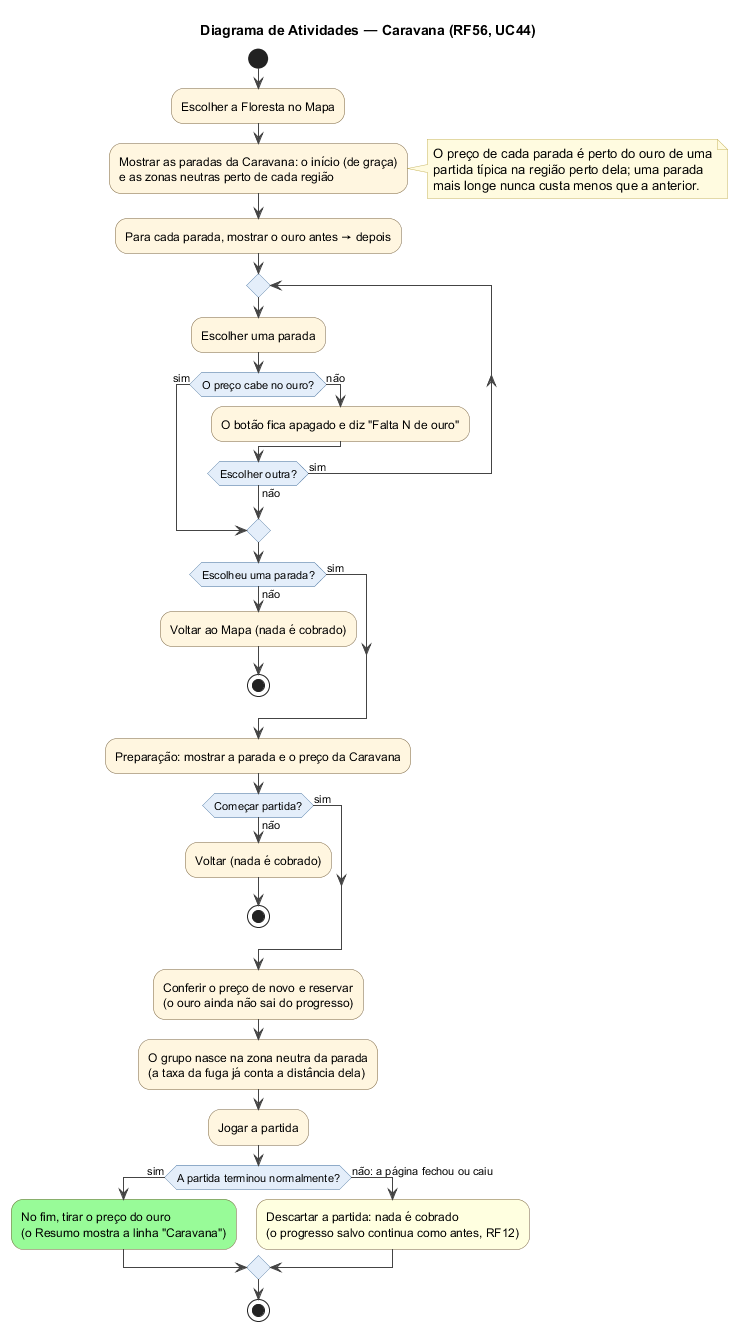 Diagrama de Atividades — Caravana (RF56, UC44)
Escolher a Floresta no Mapa
Mostrar as paradas da Caravana: o início (de graça)
e as zonas neutras perto de cada região
O preço de cada parada é perto do ouro de uma
partida típica na região perto dela; uma parada
mais longe nunca custa menos que a anterior.
Para cada parada, mostrar o ouro antes → depois
Escolher uma parada
O preço cabe no ouro?
sim
não
O botão fica apagado e diz "Falta N de ouro"
Escolher outra?
sim
não
Escolheu uma parada?
sim
não
Voltar ao Mapa (nada é cobrado)
Preparação: mostrar a parada e o preço da Caravana
Começar partida?
sim
não
Voltar (nada é cobrado)
Conferir o preço de novo e reservar
(o ouro ainda não sai do progresso)
O grupo nasce na zona neutra da parada
(a taxa da fuga já conta a distância dela)
Jogar a partida
A partida terminou normalmente?
sim
não: a página fechou ou caiu
No fim, tirar o preço do ouro
(o Resumo mostra a linha "Caravana")
Descartar a partida: nada é cobrado
(o progresso salvo continua como antes, RF12)